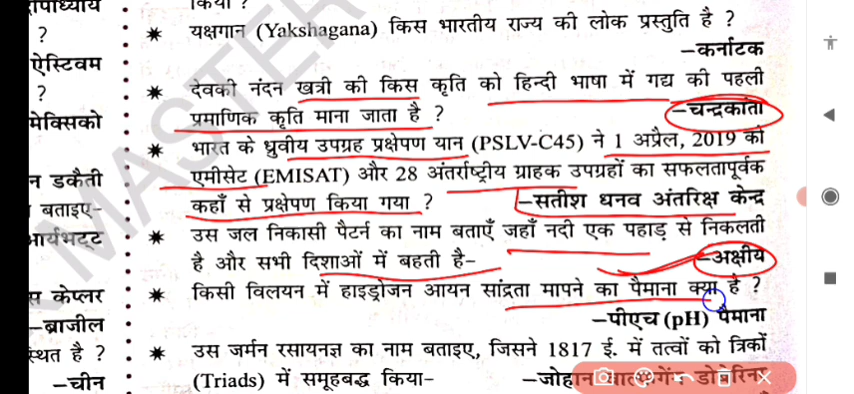 ?
ऐस्टिवम
?
मेक्सिको
न डकैती
बताइए–
आर्यभट्ट
स केप्लर
–ब्राजील
स्थत है ?
–चीन
* यक्षगान (Yakshagana) किस भारतीय राज्य की लोक प्रस्तुति है ?
–कर्नाटक
* देवकी नंदन खत्री की किस कृति को हिन्दी भाषा में गद्य की पहली
प्रमाणिक कृति माना जाता है ? –चन्द्रकांता
* भारत के ध्रुवीय उपग्रह प्रक्षेपण यान (PSLV-C45) ने 1 अप्रैल, 2019 को
एमीसेट (EMISAT) और 28 अंतर्राष्ट्रीय ग्राहक उपग्रहों का सफलतापूर्वक
कहाँ से प्रक्षेपण किया गया ? –सतीश धनव अंतरिक्ष केन्द्र
* उस जल निकासी पैटर्न का नाम बताएँ जहाँ नदी एक पहाड़ से निकलती
है और सभी दिशाओं में बहती है– –अक्षीय
* किसी विलयन में हाइड्रोजन आयन सांद्रता मापने का पैमाना क्या है ?
–पीएच (pH) पैमाना
* उस जर्मन रसायनज्ञ का नाम बताइए, जिसने 1817 ई. में तत्वों को त्रिकों
(Triads) में समूहबद्ध किया– –जोहान
MASTER